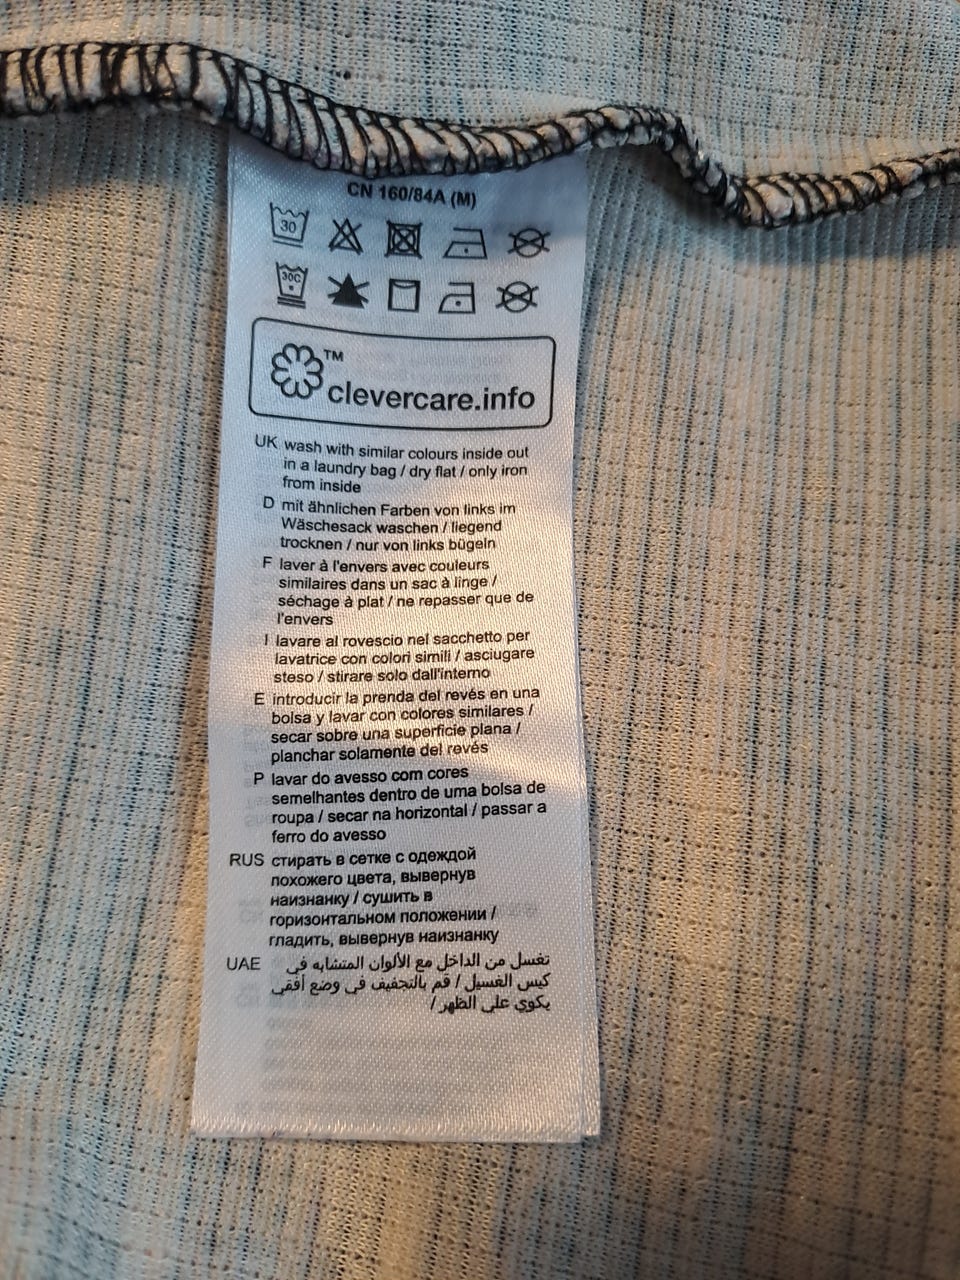 CN 160/84A (M)
30
30C
TM
clevercare.info
UK wash with similar colours inside out
in a laundry bag / dry flat / only iron
from inside
D mit ähnlichen Farben von links im
Wäschesack waschen / liegend
trocknen / nur von links bügeln
F laver à l'envers avec couleurs
similaires dans un sac à linge /
séchage à plat / ne repasser que de
l'envers
I lavare al rovescio nel sacchetto per
lavatrice con colori simili / asciugare
steso / stirare solo dall'interno
E introducir la prenda del revés en una
bolsa y lavar con colores similares /
secar sobre una superficie plana /
planchar solamente del revés
P lavar do avesso com cores
semelhantes dentro de uma bolsa de
roupa / secar na horizontal / passar a
ferro do avesso
RUS стирать в сетке с одеждой
похожего цвета, вывернув
наизнанку / сушить в
горизонтальном положении /
гладить, вывернув наизнанку
UAE تغسل من الداخل مع الألوان المتشابه في
كيس الغسيل / قم بالتجفيف في وضع أفقي
يكوي على الظهر /